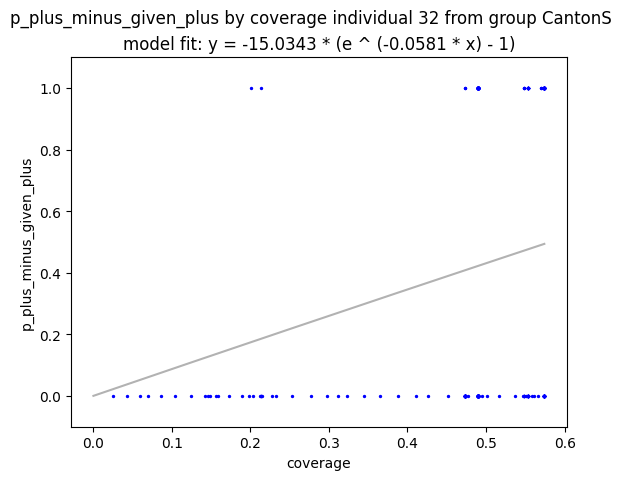 p_plus_minus_given_plus by coverage individual 32 from group CantonS
model fit: y = -15.0343 * (e ^ (-0.0581 * x) - 1)
p_plus_minus_given_plus
1.0
0.8
0.6
0.4
0.2
0.0
0.0 0.1 0.2 0.3 0.4 0.5 0.6
coverage